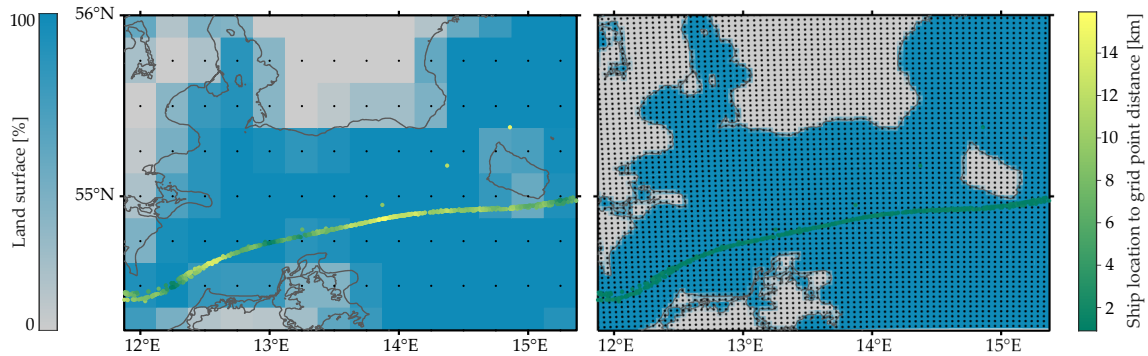 100
Land surface [%]
0
56°N
55°N
12°E
13°E
14°E
15°E
12°E
13°E
14°E
15°E
14
12
10
8
6
4
2
Ship location to grid point distance [km]